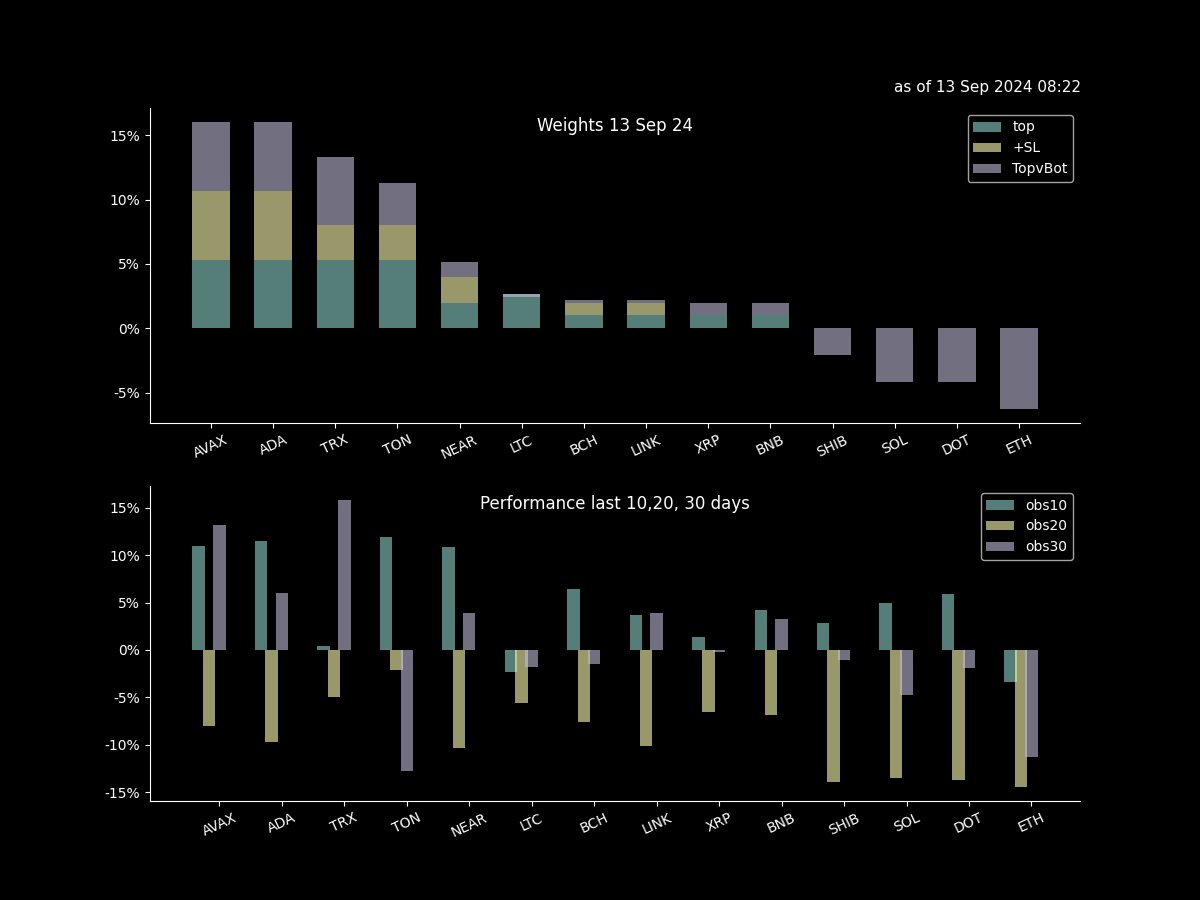 as of 13 Sep 2024 08:22
Weights 13 Sep 24
top
+SL
TopvBot
15%
10%
5%
0%
-5%
AVAX ADA TRX TON NEAR LTC BCH LINK XRP BNB SHIB SOL DOT ETH
Performance last 10,20, 30 days
obs10
obs20
obs30
15%
10%
5%
0%
-5%
-10%
-15%
AVAX ADA TRX TON NEAR LTC BCH LINK XRP BNB SHIB SOL DOT ETH